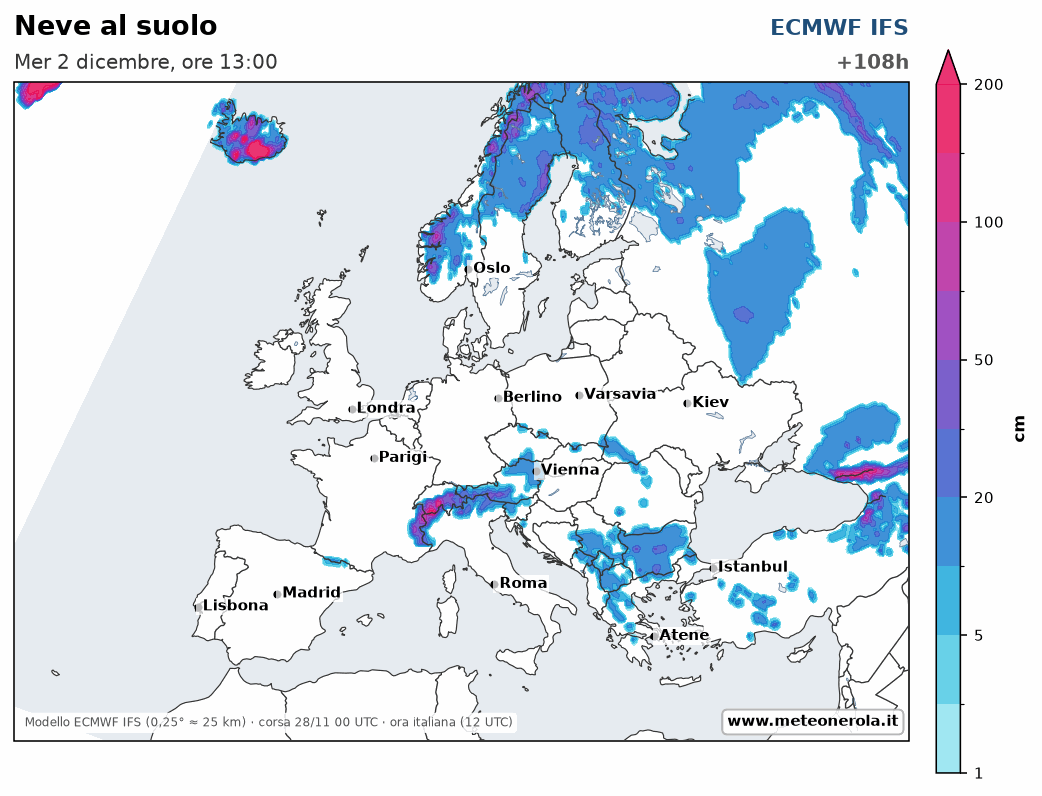 Neve al suolo
ECMWF IFS
Mer 2 dicembre, ore 13:00
+108h
200
100
50
20
5
1
cm
Oslo
Londra
Berlino
Varsavia
Kiev
Parigi
Vienna
Istanbul
Roma
Madrid
Lisbona
Atene
Modello ECMWF IFS (0,25° ≈ 25 km) · corsa 28/11 00 UTC · ora italiana (12 UTC)
www.meteonerola.it